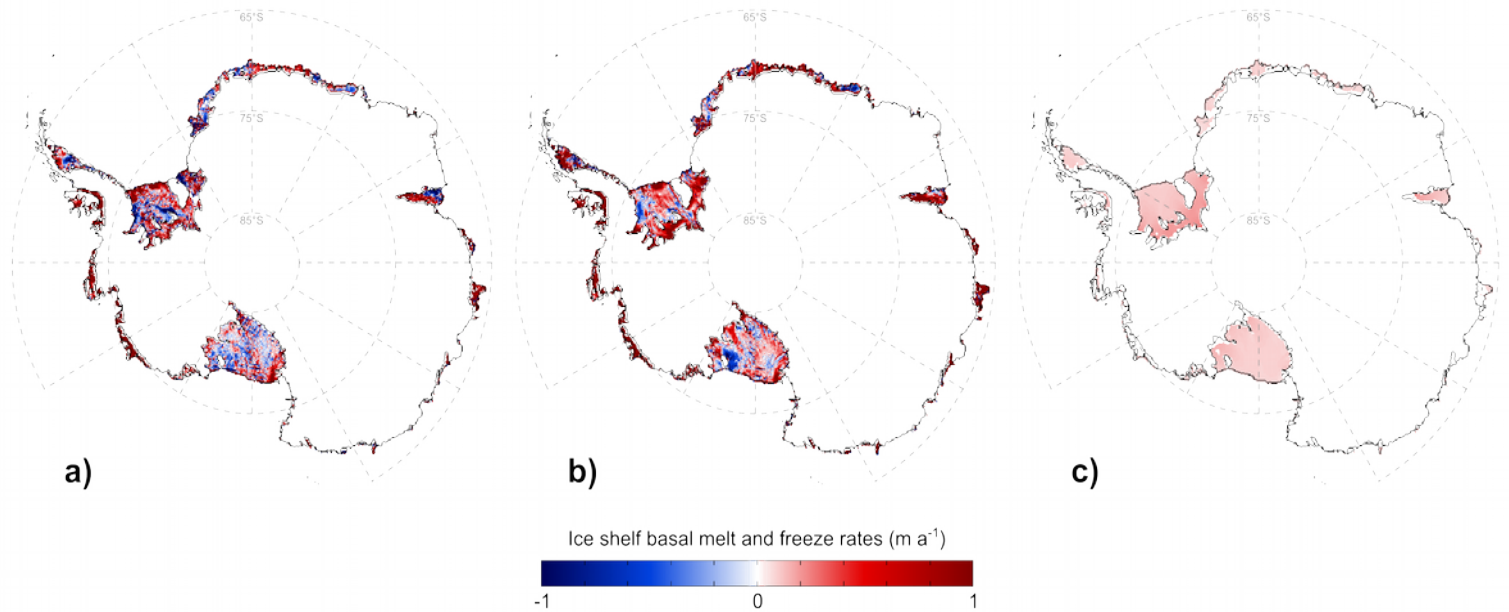 65°S 65°S 65°S
75°S 75°S 75°S
85°S 85°S 85°S
a) b) c)
Ice shelf basal melt and freeze rates (m a⁻¹)
-1 0 1